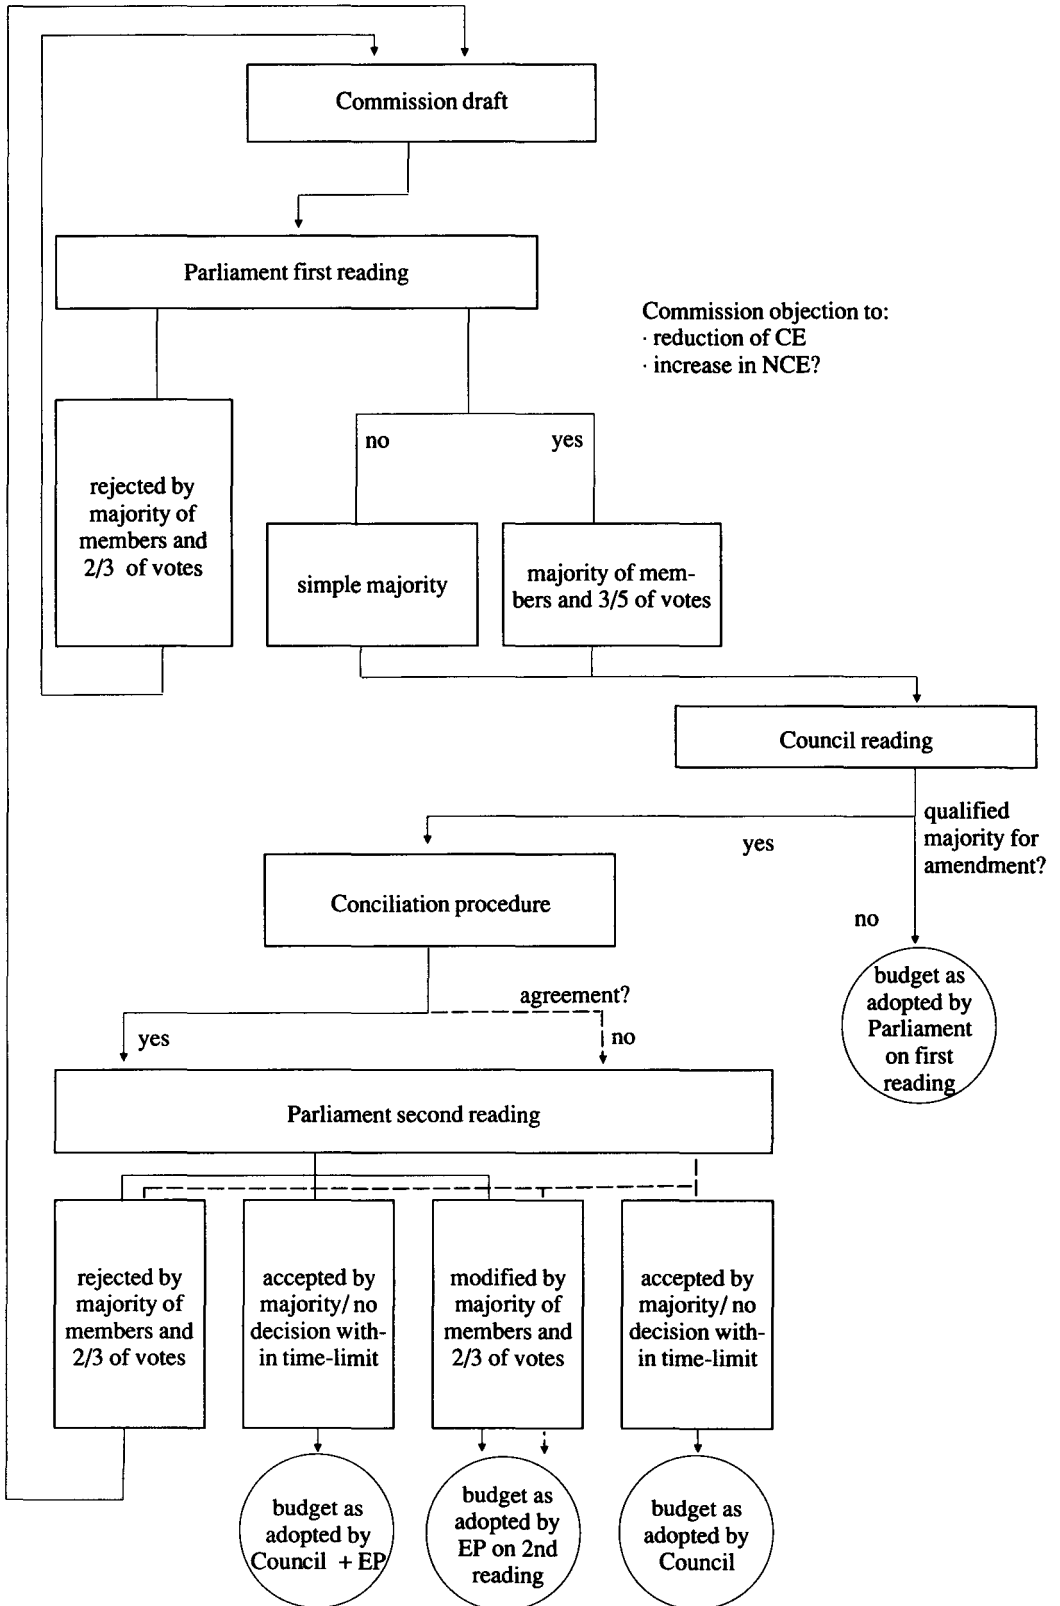 Commission draft
Parliament first reading
Commission objection to:
· reduction of CE
· increase in NCE?
no
yes
rejected by
majority of
members and
2/3 of votes
simple majority
majority of mem-
bers and 3/5 of votes
Council reading
qualified
majority for
amendment?
yes
no
Conciliation procedure
budget as
adopted by
Parliament
on first
reading
agreement?
yes
no
Parliament second reading
rejected by
majority of
members and
2/3 of votes
accepted by
majority/ no
decision with-
in time-limit
modified by
majority of
members and
2/3 of votes
accepted by
majority/ no
decision with-
in time-limit
budget as
adopted by
Council + EP
budget as
adopted by
EP on 2nd
reading
budget as
adopted by
Council